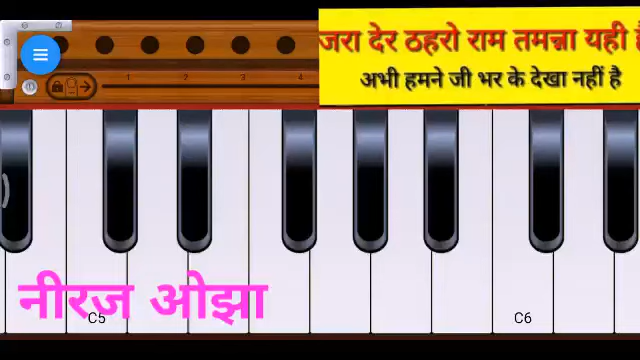 जरा देर ठहरो राम तमन्ना यही है
अभी हमने जी भर के देखा नहीं है
1 2 3 4
नीरज ओझा
C5 C6